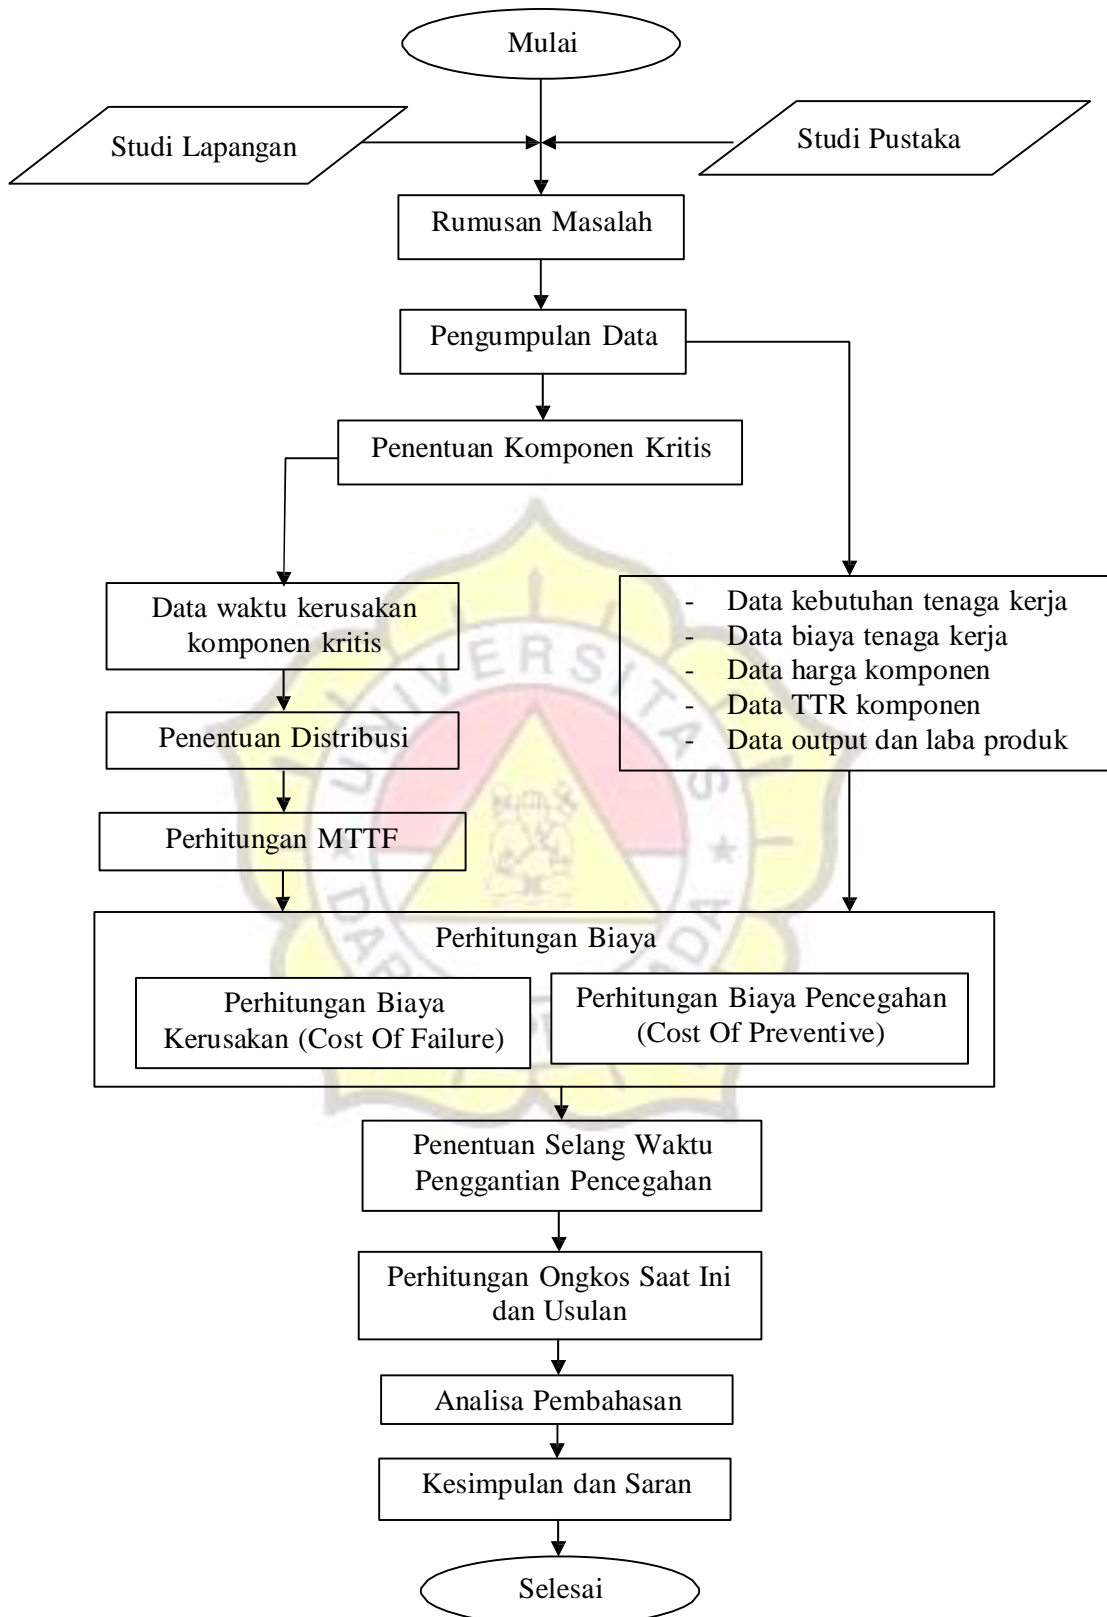 Mulai
Studi Lapangan
Studi Pustaka
Rumusan Masalah
Pengumpulan Data
Penentuan Komponen Kritis
Data waktu kerusakan
komponen kritis
- Data kebutuhan tenaga kerja
- Data biaya tenaga kerja
- Data harga komponen
- Data TTR komponen
- Data output dan laba produk
Penentuan Distribusi
Perhitungan MTTF
Perhitungan Biaya
Perhitungan Biaya
Kerusakan (Cost Of Failure)
Perhitungan Biaya Pencegahan
(Cost Of Preventive)
Penentuan Selang Waktu
Penggantian Pencegahan
Perhitungan Ongkos Saat Ini
dan Usulan
Analisa Pembahasan
Kesimpulan dan Saran
Selesai
UNIVERSITAS